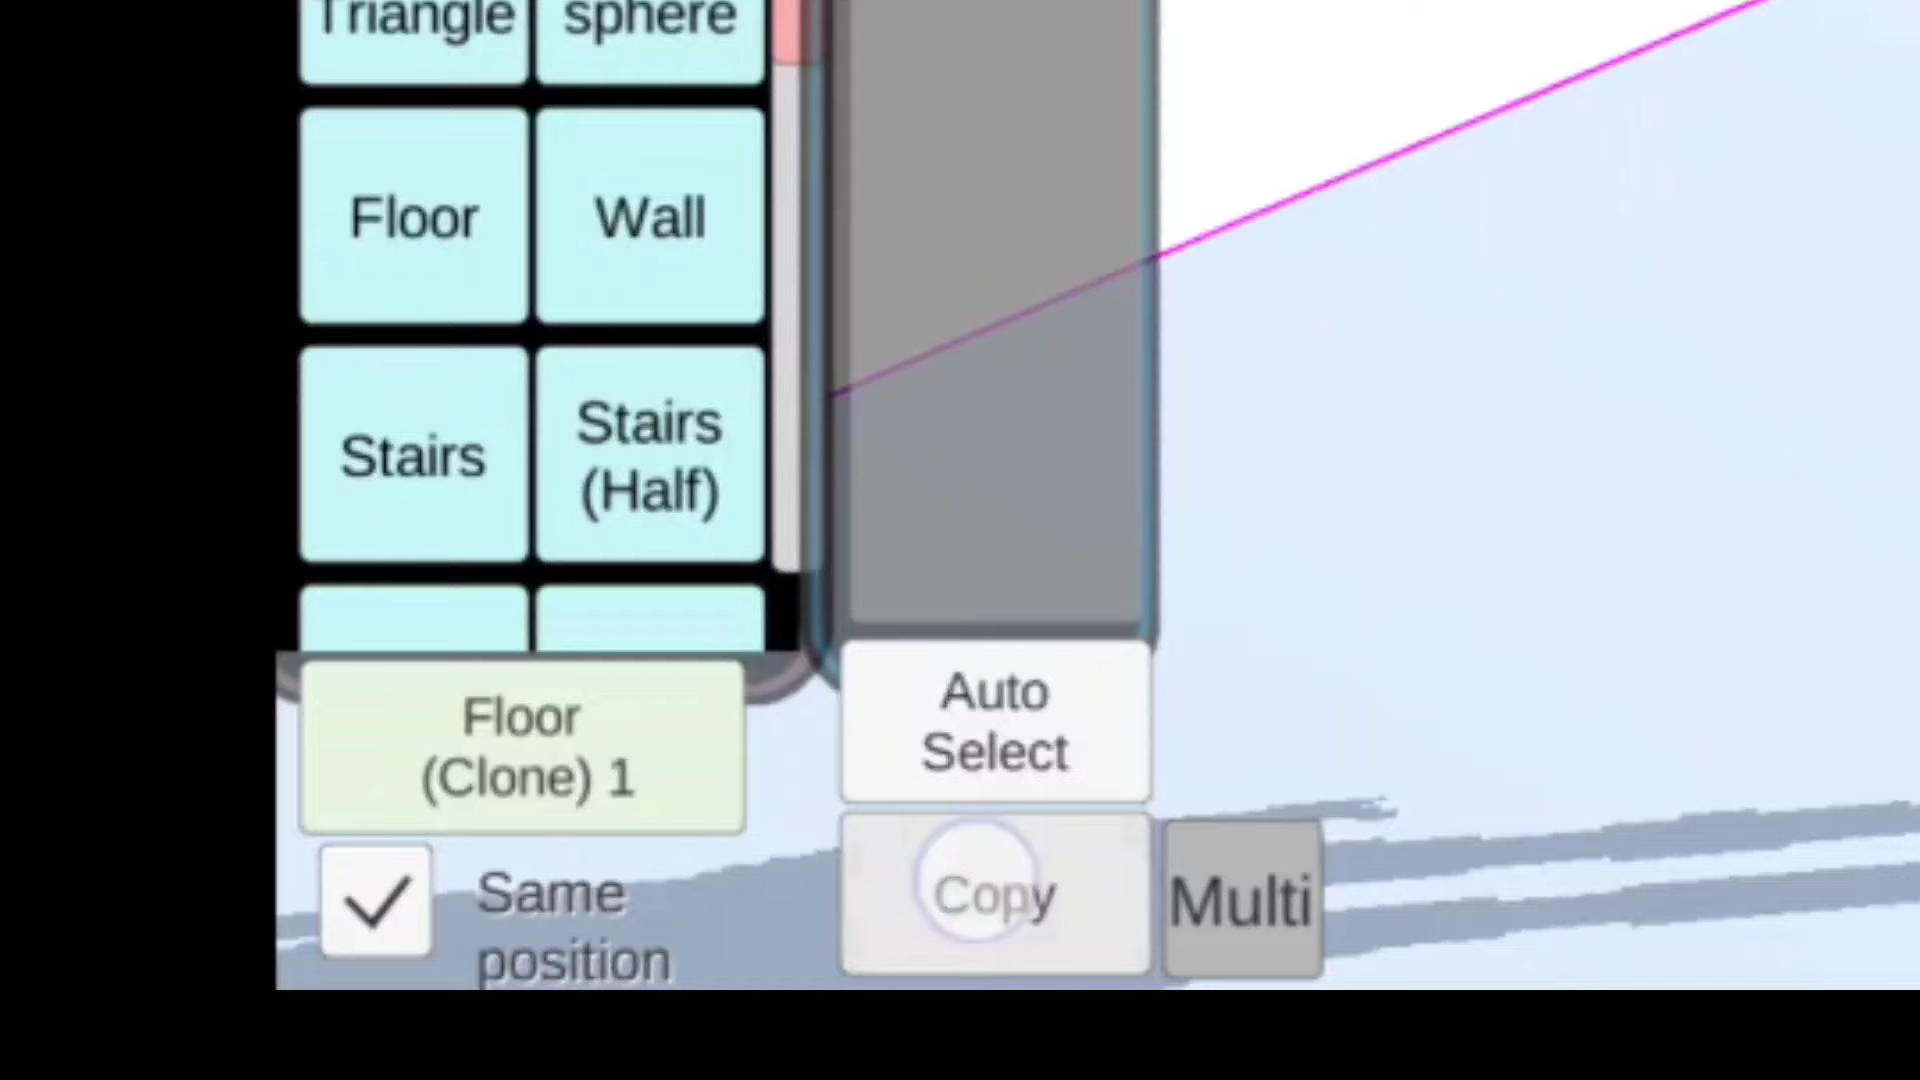 Triangle
sphere
Floor
Wall
Stairs
Stairs
(Half)
Floor
(Clone) 1
Auto
Select
Same
position
Copy
Multi